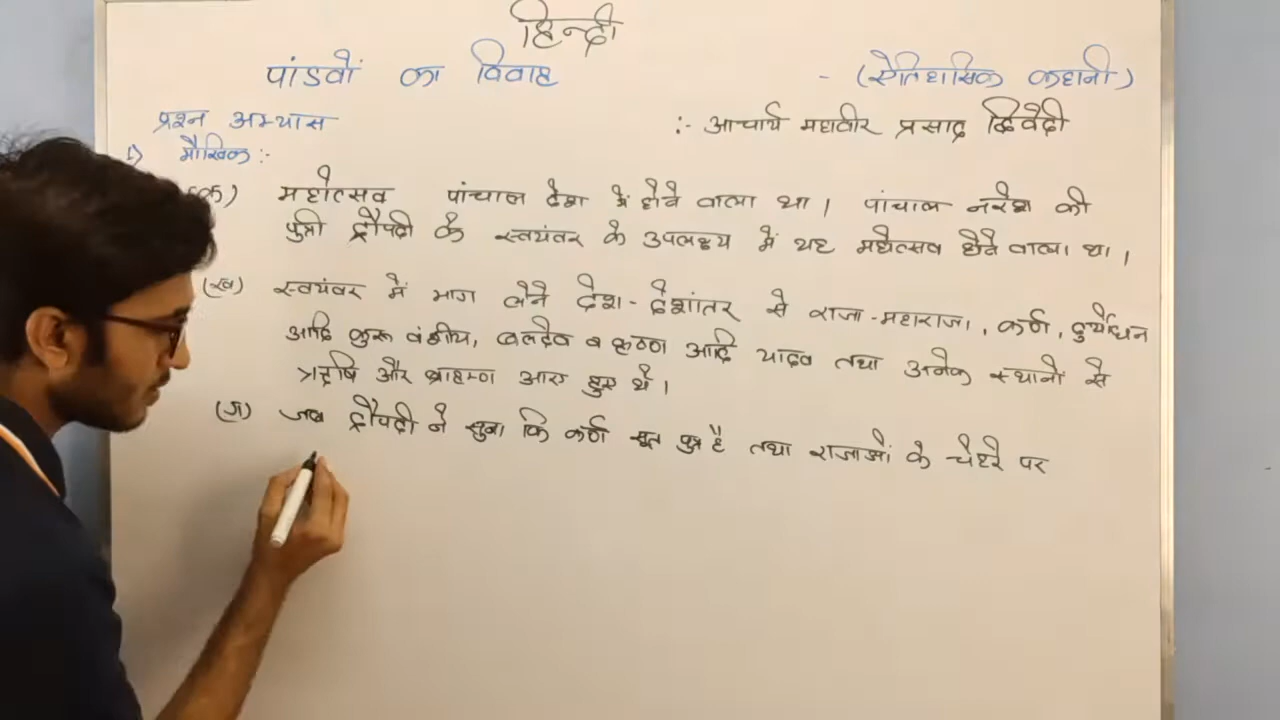 हिन्दी
पांडवों का विवाह - (ऐतिहासिक कहानी)
प्रश्न अभ्यास :- आचार्य महावीर प्रसाद द्विवेदी
1) मौखिक :-
(क) महोत्सव पांचाल देश में होने वाला था। पांचाल नरेश की
पुत्री द्रौपदी के स्वयंवर के उपलक्ष्य में यह महोत्सव होने वाला था।
(ख) स्वयंवर में भाग लेने देश-देशांतर से राजा-महाराजा, कर्ण, दुर्योधन
आदि कुरू वंशीय, बलदेव व कृष्ण आदि यादव तथा अनेक स्थानों से
ऋषि और ब्राहम्ण आए हुए थे।
(ग) जब द्रौपदी ने सुना कि कर्ण सूत पुत्र है तथा राजाओं के चेहरे पर